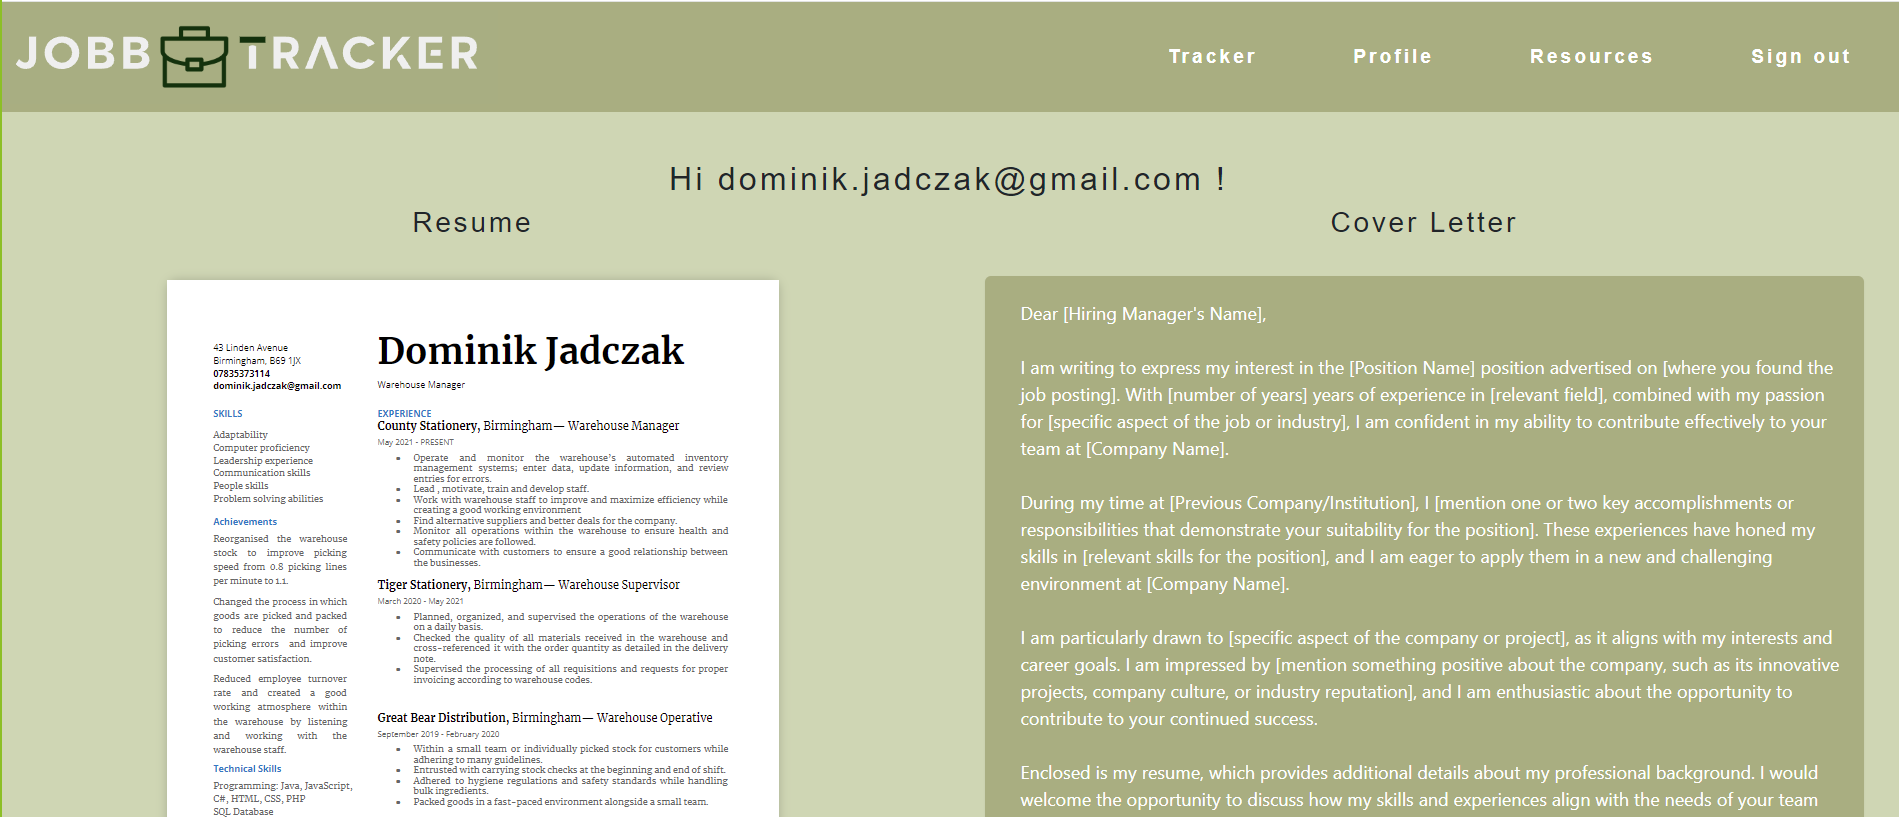 JOBB TRACKER
Tracker Profile Resources Sign out
Hi dominik.jadczak@gmail.com !
Resume
43 Linden Avenue
Birmingham, B69 1JX
07835373114
dominik.jadczak@gmail.com
SKILLS
Adaptability
Computer proficiency
Leadership experience
Communication skills
People skills
Problem solving abilities
Achievements
Reorganised the warehouse
stock to improve picking
speed from 0.8 picking lines
per minute to 1.1.
Changed the process in which
goods are picked and packed
to reduce the number of
picking errors and improve
customer satisfaction.
Reduced employee turnover
rate and created a good
working atmosphere within
the warehouse by listening
and working with the
warehouse staff.
Technical Skills
Programming: Java, JavaScript,
C#, HTML, CSS, PHP
SQL Database
Dominik Jadczak
Warehouse Manager
EXPERIENCE
County Stationery, Birmingham— Warehouse Manager
May 2021 - PRESENT
Operate and monitor the warehouse's automated inventory
management systems; enter data, update information, and review
entries for errors.
Lead , motivate, train and develop staff.
Work with warehouse staff to improve and maximize efficiency while
creating a good working environment
Find alternative suppliers and better deals for the company.
Monitor all operations within the warehouse to ensure health and
safety policies are followed.
Communicate with customers to ensure a good relationship between
the businesses.
Tiger Stationery, Birmingham— Warehouse Supervisor
March 2020 - May 2021
Planned, organized, and supervised the operations of the warehouse
on a daily basis.
Checked the quality of all materials received in the warehouse and
cross-referenced it with the order quantity as detailed in the delivery
note.
Supervised the processing of all requisitions and requests for proper
invoicing according to warehouse codes.
Great Bear Distribution, Birmingham— Warehouse Operative
September 2019 - February 2020
Within a small team or individually picked stock for customers while
adhering to many guidelines.
Entrusted with carrying stock checks at the beginning and end of shift.
Adhered to hygiene regulations and safety standards while handling
bulk ingredients.
Packed goods in a fast-paced environment alongside a small team.
Cover Letter
Dear [Hiring Manager's Name],
I am writing to express my interest in the [Position Name] position advertised on [where you found the
job posting]. With [number of years] years of experience in [relevant field], combined with my passion
for [specific aspect of the job or industry], I am confident in my ability to contribute effectively to your
team at [Company Name].
During my time at [Previous Company/Institution], I [mention one or two key accomplishments or
responsibilities that demonstrate your suitability for the position]. These experiences have honed my
skills in [relevant skills for the position], and I am eager to apply them in a new and challenging
environment at [Company Name].
I am particularly drawn to [specific aspect of the company or project], as it aligns with my interests and
career goals. I am impressed by [mention something positive about the company, such as its innovative
projects, company culture, or industry reputation], and I am enthusiastic about the opportunity to
contribute to your continued success.
Enclosed is my resume, which provides additional details about my professional background. I would
welcome the opportunity to discuss how my skills and experiences align with the needs of your team